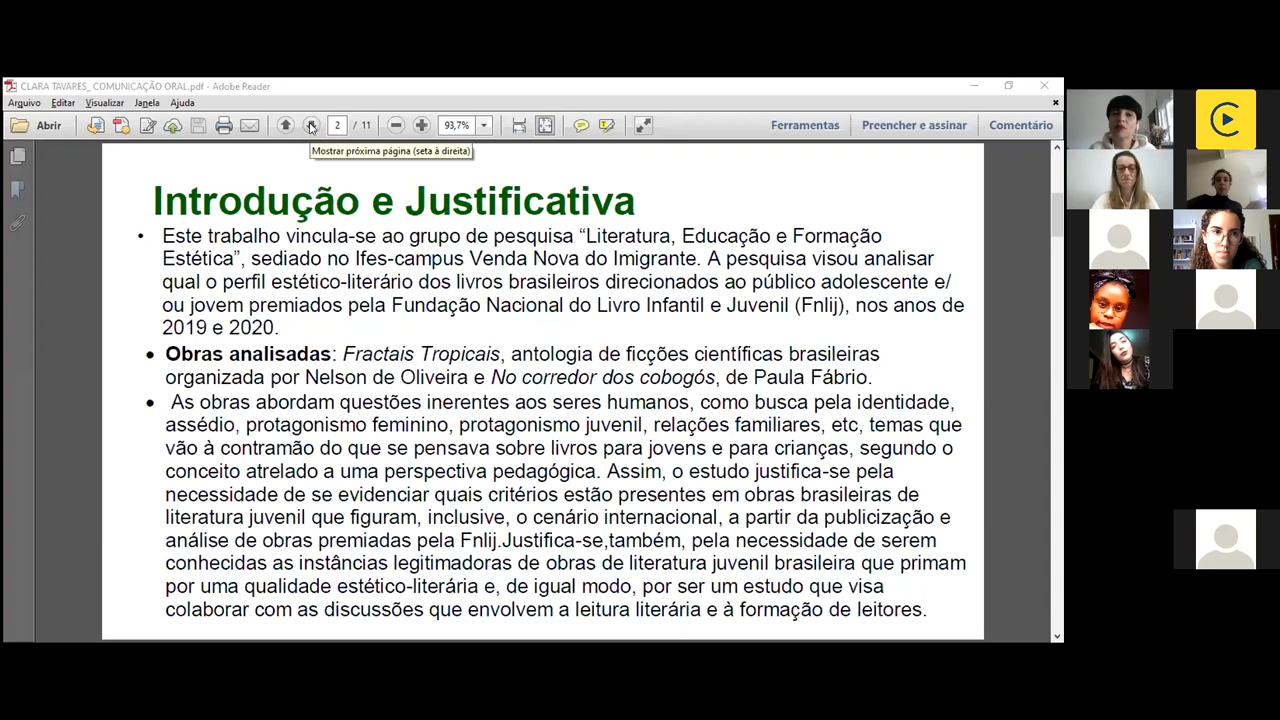 CLARA TAVARES_ COMUNICAÇÃO ORAL.pdf - Adobe Reader
Arquivo Editar Visualizar Janela Ajuda
Abrir 2 / 11 93,7% Ferramentas Preencher e assinar Comentário
Mostrar próxima página (seta à direita)
Introdução e Justificativa
• Este trabalho vincula-se ao grupo de pesquisa “Literatura, Educação e Formação
Estética”, sediado no Ifes-campus Venda Nova do Imigrante. A pesquisa visou analisar
qual o perfil estético-literário dos livros brasileiros direcionados ao público adolescente e/
ou jovem premiados pela Fundação Nacional do Livro Infantil e Juvenil (Fnlij), nos anos de
2019 e 2020.
• Obras analisadas: Fractais Tropicais, antologia de ficções científicas brasileiras
organizada por Nelson de Oliveira e No corredor dos cobogós, de Paula Fábrio.
• As obras abordam questões inerentes aos seres humanos, como busca pela identidade,
assédio, protagonismo feminino, protagonismo juvenil, relações familiares, etc, temas que
vão à contramão do que se pensava sobre livros para jovens e para crianças, segundo o
conceito atrelado a uma perspectiva pedagógica. Assim, o estudo justifica-se pela
necessidade de se evidenciar quais critérios estão presentes em obras brasileiras de
literatura juvenil que figuram, inclusive, o cenário internacional, a partir da publicização e
análise de obras premiadas pela Fnlij.Justifica-se,também, pela necessidade de serem
conhecidas as instâncias legitimadoras de obras de literatura juvenil brasileira que primam
por uma qualidade estético-literária e, de igual modo, por ser um estudo que visa
colaborar com as discussões que envolvem a leitura literária e à formação de leitores.